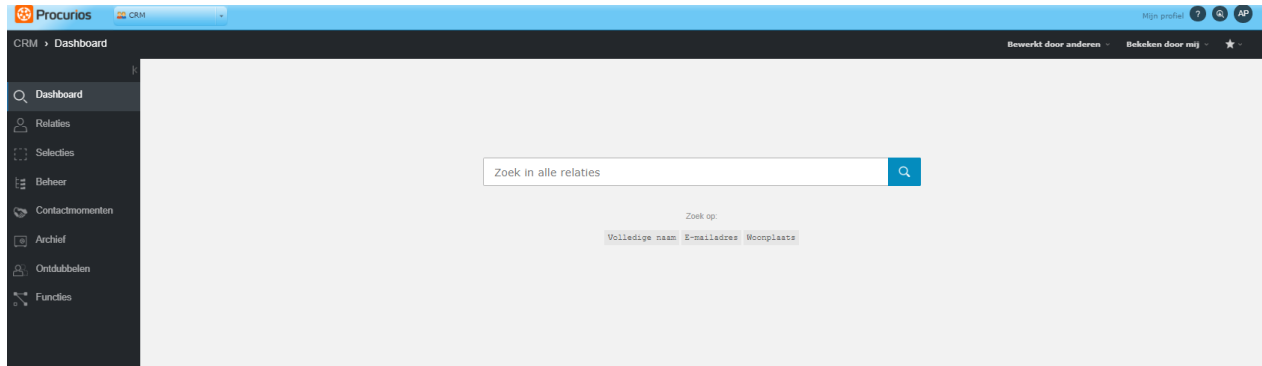 Procurios CRM Mijn profiel ? AP
CRM › Dashboard Bewerkt door anderen Bekeken door mij
Dashboard
Relaties
Selecties
Beheer
Contactmomenten
Archief
Ontdubbelen
Functies
Zoek in alle relaties
Zoek op:
Volledige naam E-mailadres Woonplaats